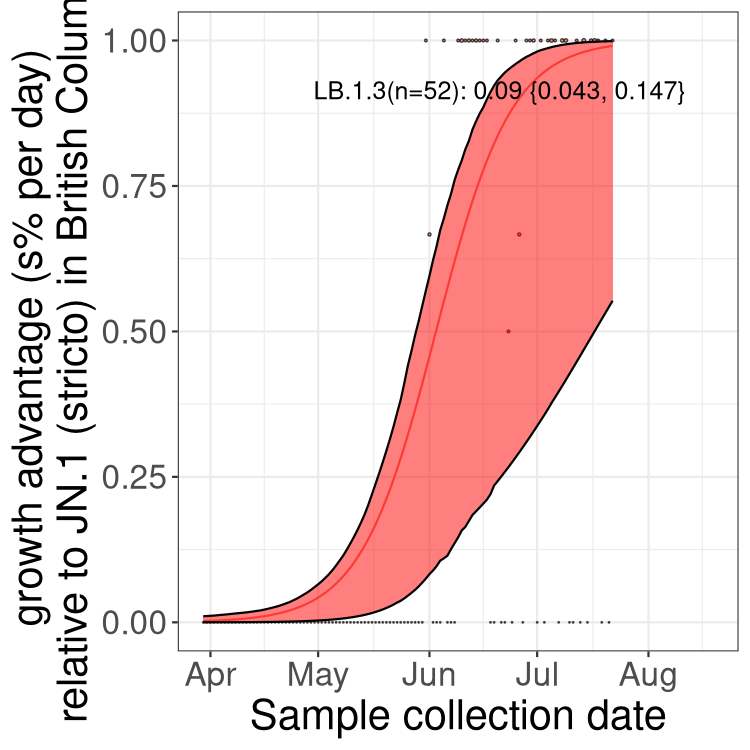 growth advantage (s% per day)
relative to JN.1 (stricto) in British Colum
1.00
0.75
0.50
0.25
0.00
LB.1.3(n=52): 0.09 {0.043, 0.147}
Apr May Jun Jul Aug
Sample collection date